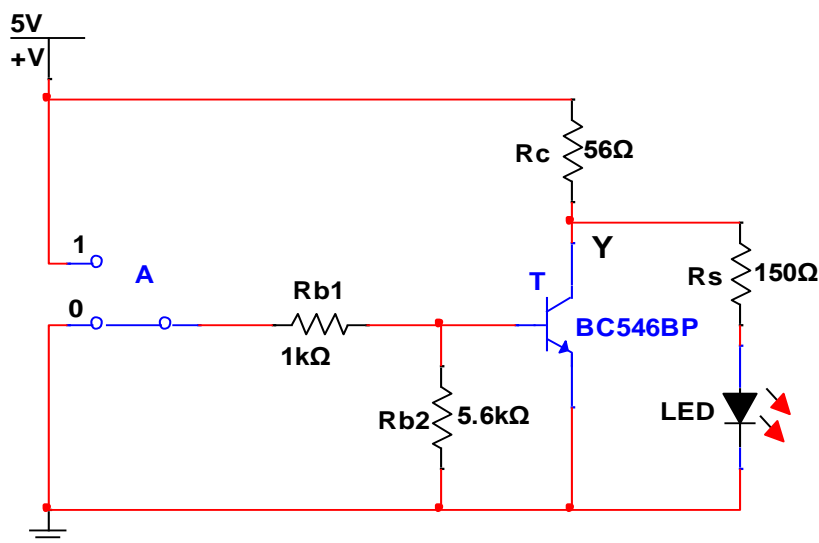 5V
+V
Rc
56Ω
1
A
Y
T
Rs
150Ω
0
Rb1
BC546BP
1kΩ
Rb2
5.6kΩ
LED